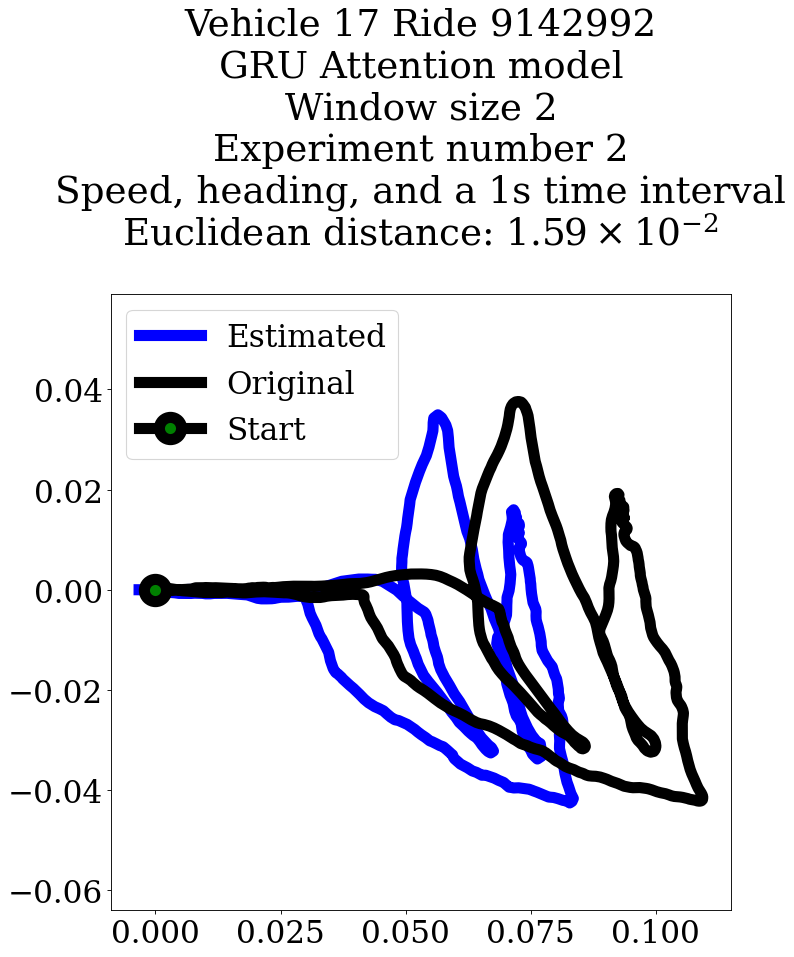 Vehicle 17 Ride 9142992
GRU Attention model
Window size 2
Experiment number 2
Speed, heading, and a 1s time interval
Euclidean distance: 1.59 × 10⁻²
Estimated
Original
Start
0.04
0.02
0.00
−0.02
−0.04
−0.06
0.000 0.025 0.050 0.075 0.100